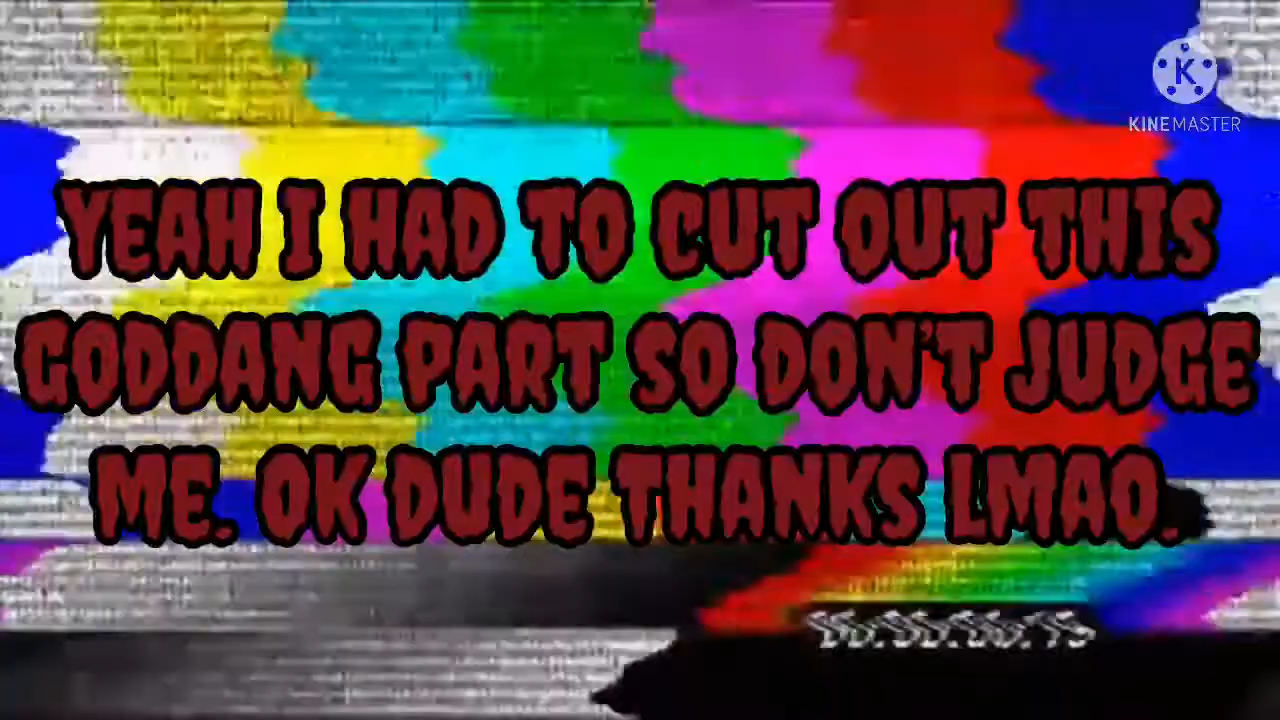 KINEMASTER
YEAH I HAD TO CUT OUT THIS
GODDANG PART SO DON'T JUDGE
ME. OK DUDE THANKS LMAO.